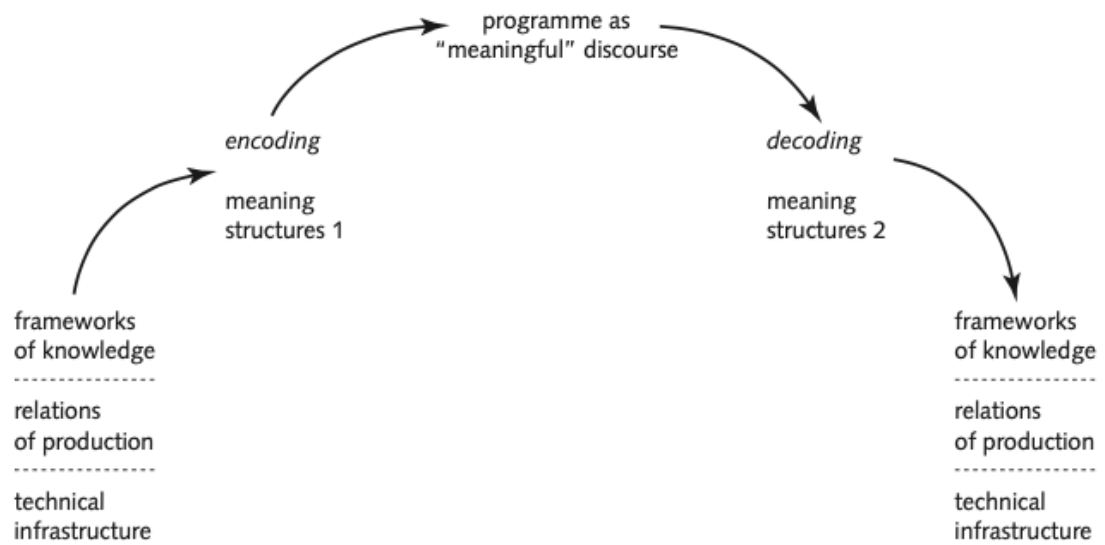 programme as
“meaningful” discourse
encoding
decoding
meaning
structures 1
meaning
structures 2
frameworks
of knowledge
relations
of production
technical
infrastructure
frameworks
of knowledge
relations
of production
technical
infrastructure